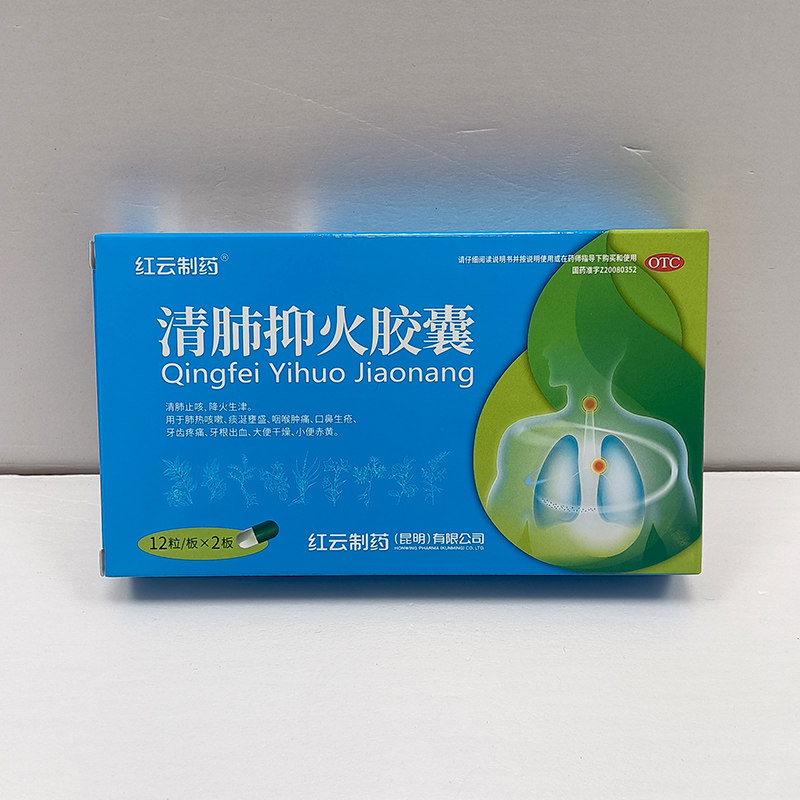 红云制药®
请仔细阅读说明书并按说明使用或在药师指导下购买和使用
国药准字Z20080352
OTC
清肺抑火胶囊
Qingfei Yihuo Jiaonang
清肺止咳,降火生津。
用于肺热咳嗽、痰涎壅盛、咽喉肿痛、口鼻生疮、
牙齿疼痛、牙根出血、大便干燥、小便赤黄。
12粒/板×2板
红云制药(昆明)有限公司
HONWING PHARMA (KUNMING) CO.,LTD.